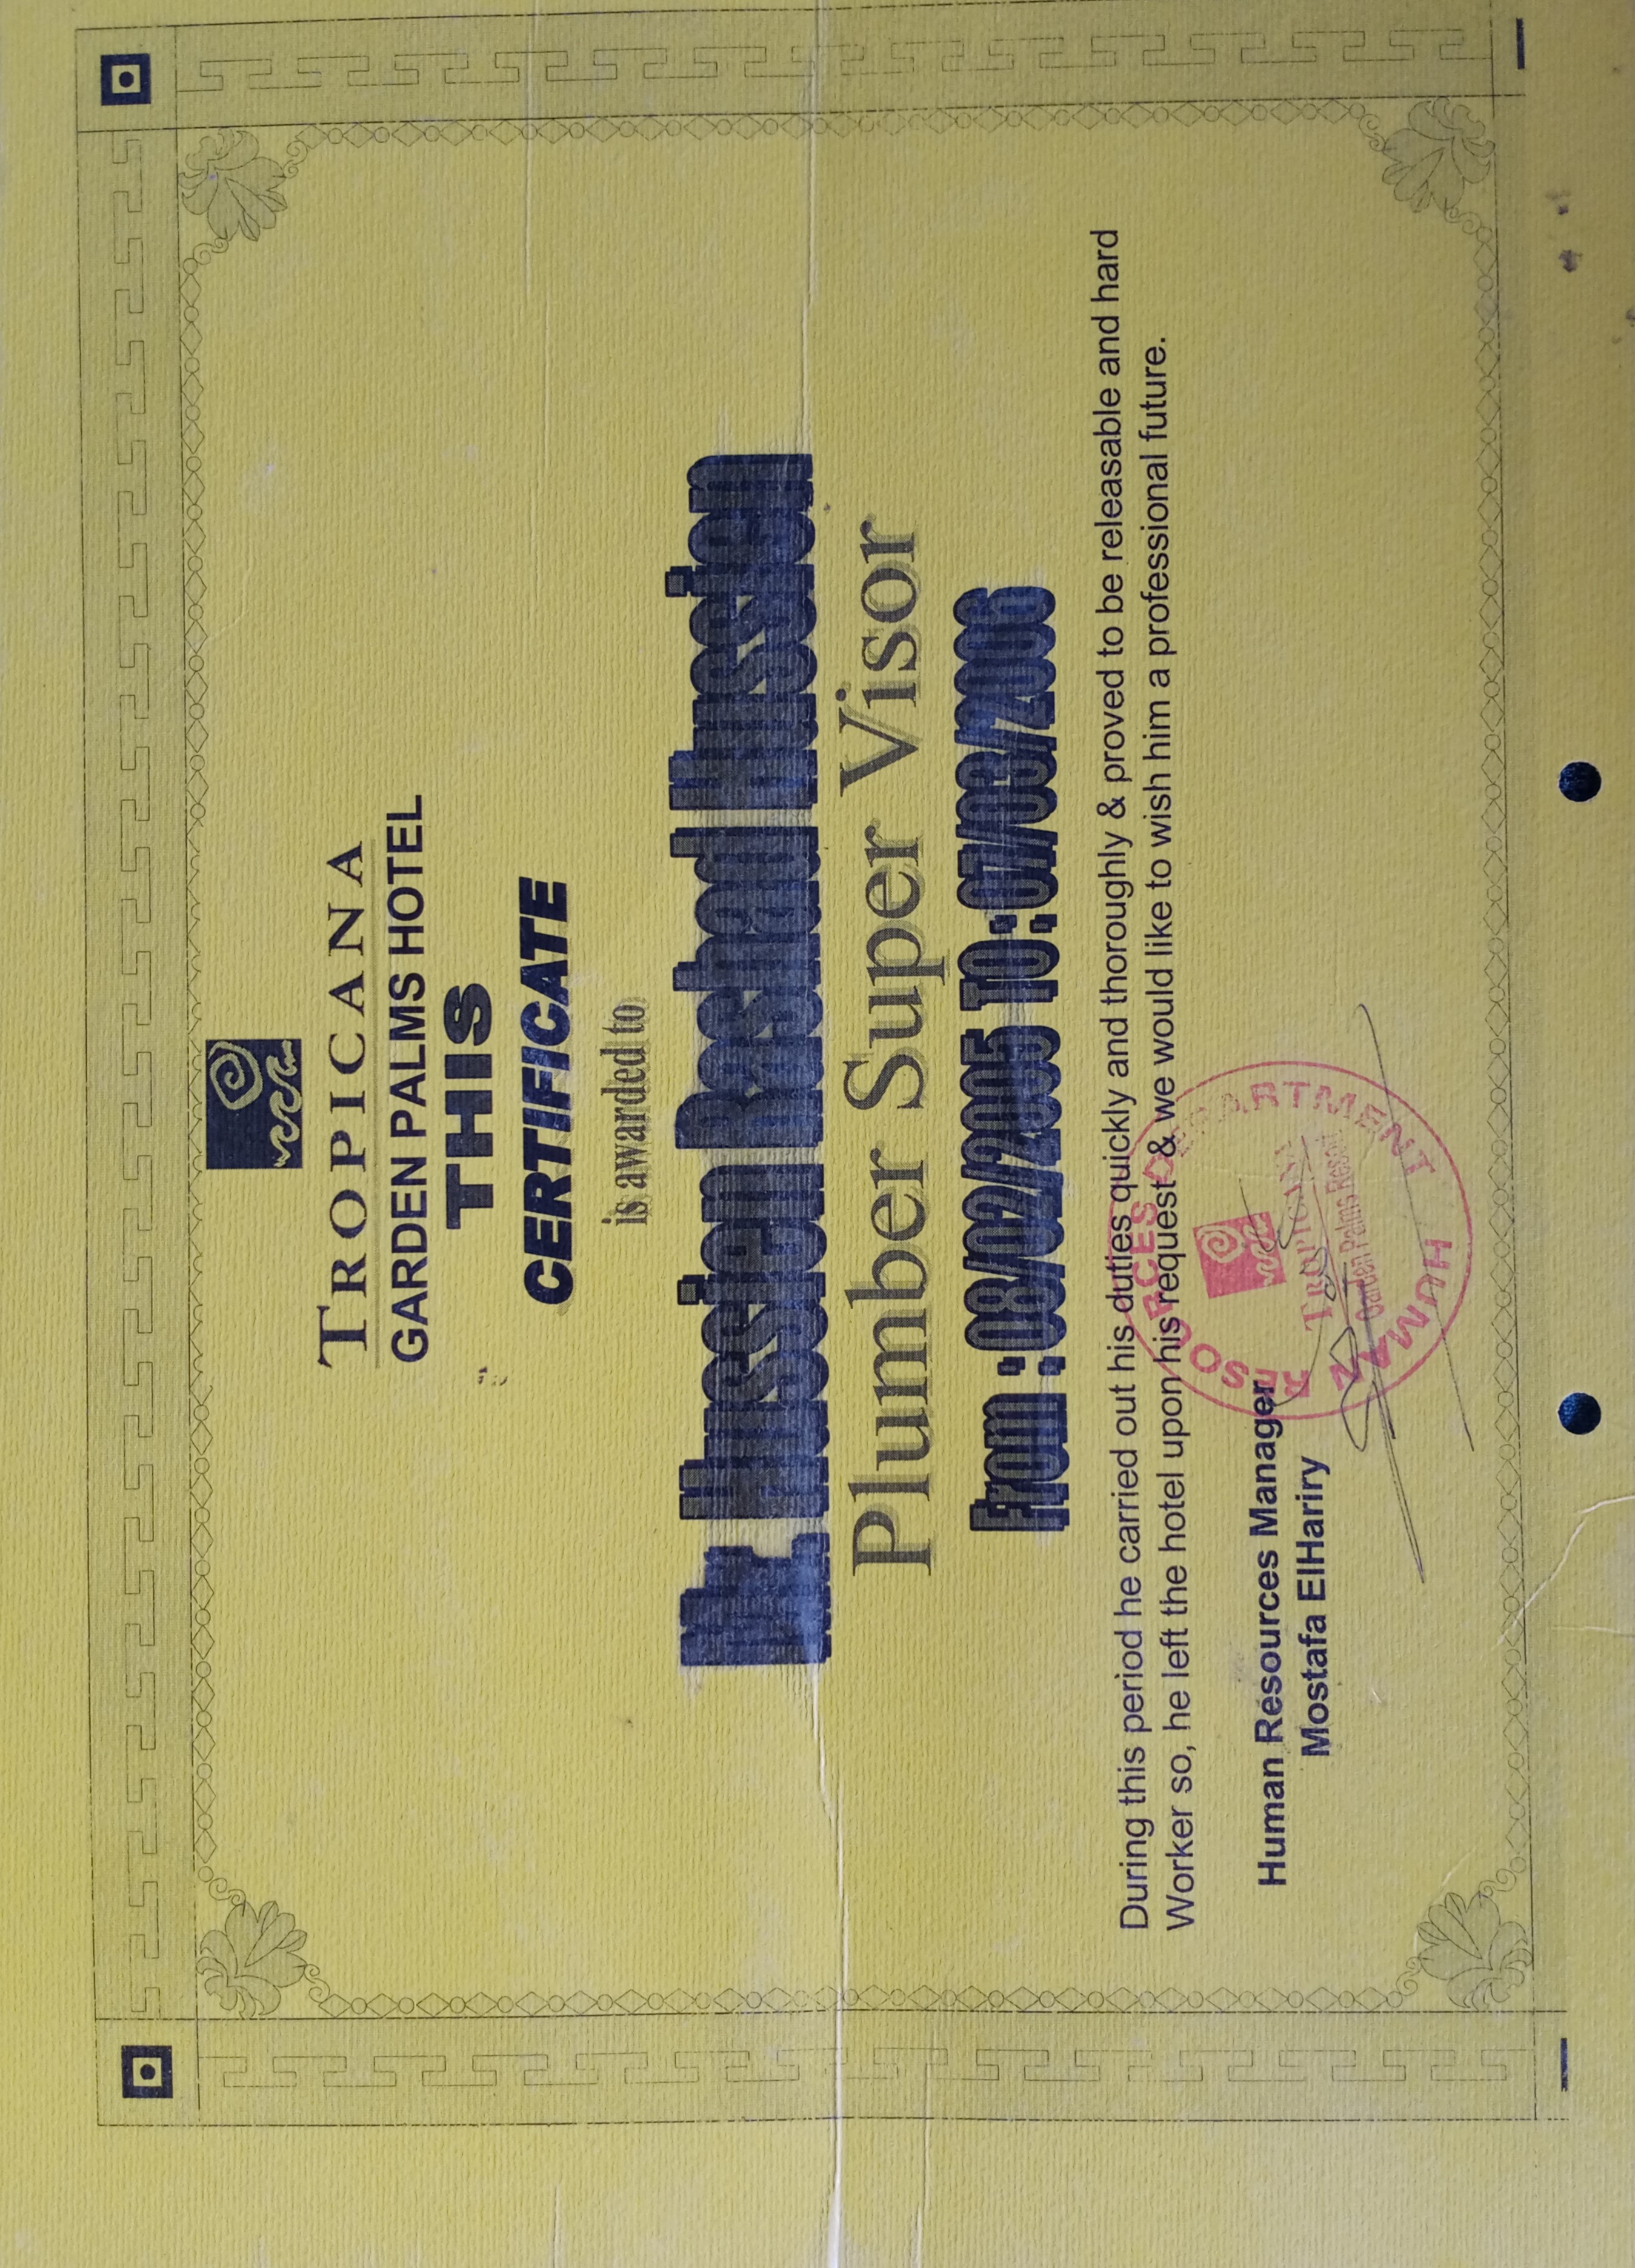 TROPICANA
GARDEN PALMS HOTEL
THIS
CERTIFICATE
is awarded to
Mr. Hussien Rashad Hussien
Plumber Super Visor
From : 08/02/2005 TO : 07/03/2006
During this period he carried out his duties quickly and thoroughly & proved to be releasable and hard
Worker so, he left the hotel upon his request & we would like to wish him a professional future.
Human Resources Manager
Mostafa ElHariry
HUMAN RESOURCES DEPARTMENT
TROPICANA
Garden Palms Resort